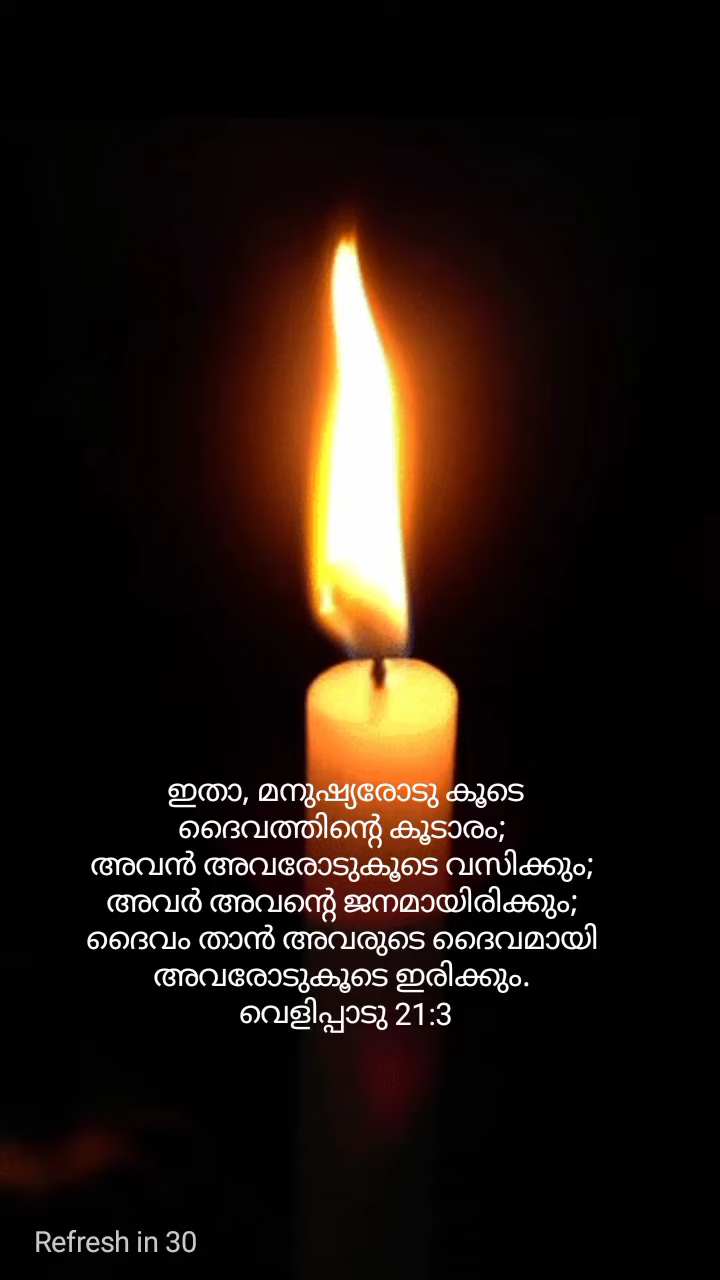 ഇതാ, മനുഷ്യരോടു കൂടെ
ദൈവത്തിന്റെ കൂടാരം;
അവൻ അവരോടുകൂടെ വസിക്കും;
അവർ അവന്റെ ജനമായിരിക്കും;
ദൈവം താൻ അവരുടെ ദൈവമായി
അവരോടുകൂടെ ഇരിക്കും.
വെളിപ്പാടു 21:3
Refresh in 30